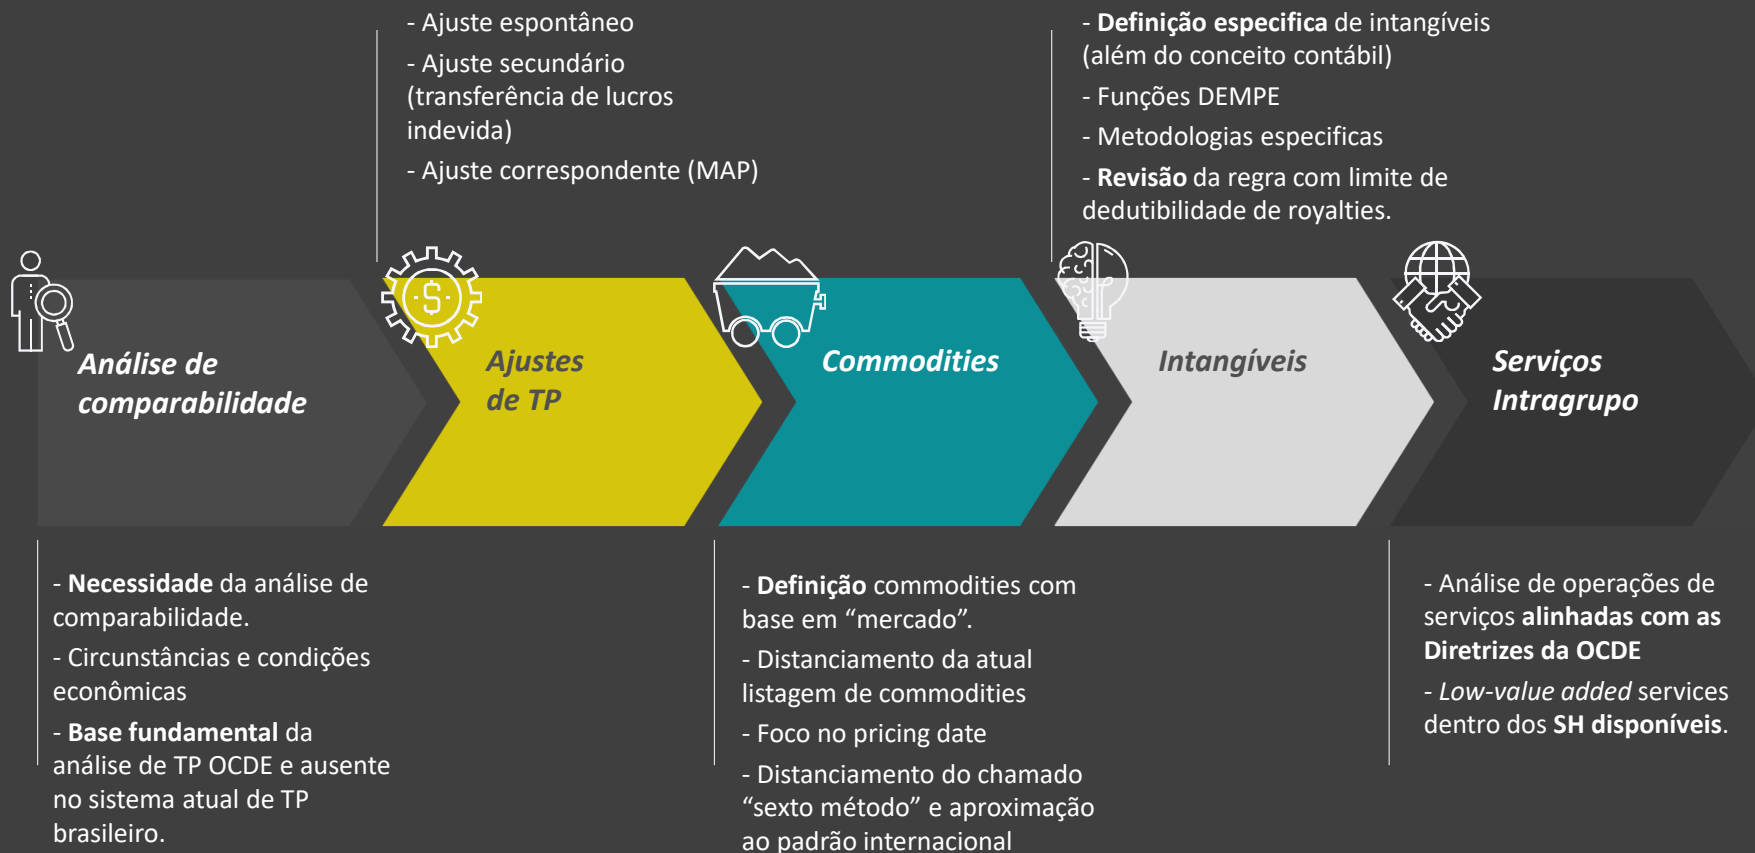 - Ajuste espontâneo
- Ajuste secundário
(transferência de lucros
indevida)
- Ajuste correspondente (MAP)
- Definição especifica de intangíveis
(além do conceito contábil)
- Funções DEMPE
- Metodologias especificas
- Revisão da regra com limite de
dedutibilidade de royalties.
$
Análise de
comparabilidade
Ajustes
de TP
Commodities
Intangíveis
Serviços
Intragrupo
- Necessidade da análise de
comparabilidade.
- Circunstâncias e condições
econômicas
- Base fundamental da
análise de TP OCDE e ausente
no sistema atual de TP
brasileiro.
- Definição commodities com
base em “mercado”.
- Distanciamento da atual
listagem de commodities
- Foco no pricing date
- Distanciamento do chamado
“sexto método” e aproximação
ao padrão internacional
- Análise de operações de
serviços alinhadas com as
Diretrizes da OCDE
- Low-value added services
dentro dos SH disponíveis.